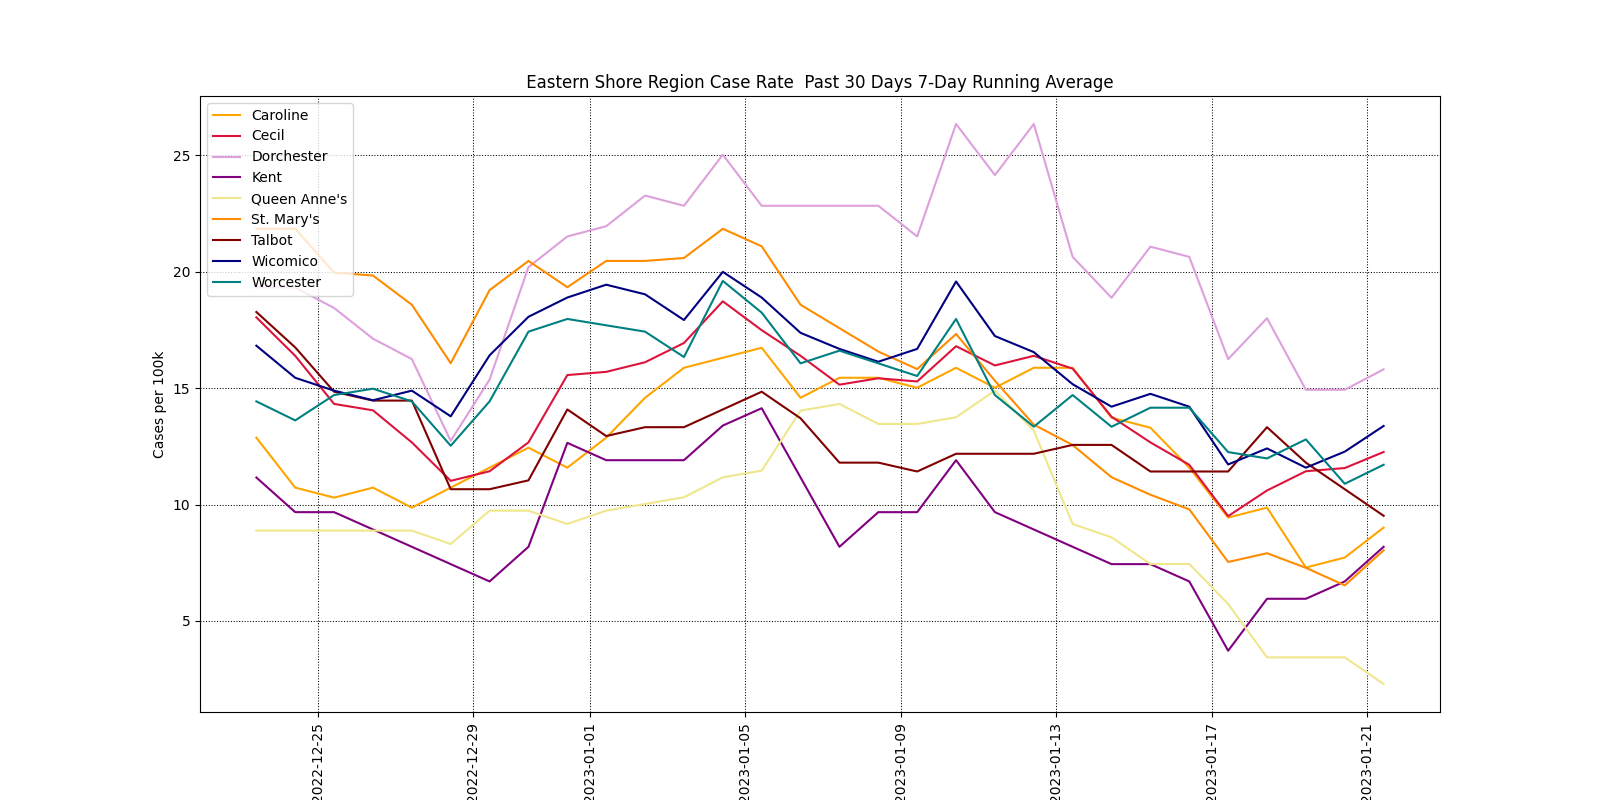 Eastern Shore Region Case Rate  Past 30 Days 7-Day Running Average
Caroline
Cecil
Dorchester
Kent
Queen Anne's
St. Mary's
Talbot
Wicomico
Worcester
Cases per 100k
25
20
15
10
5
2022-12-25
2022-12-29
2023-01-01
2023-01-05
2023-01-09
2023-01-13
2023-01-17
2023-01-21